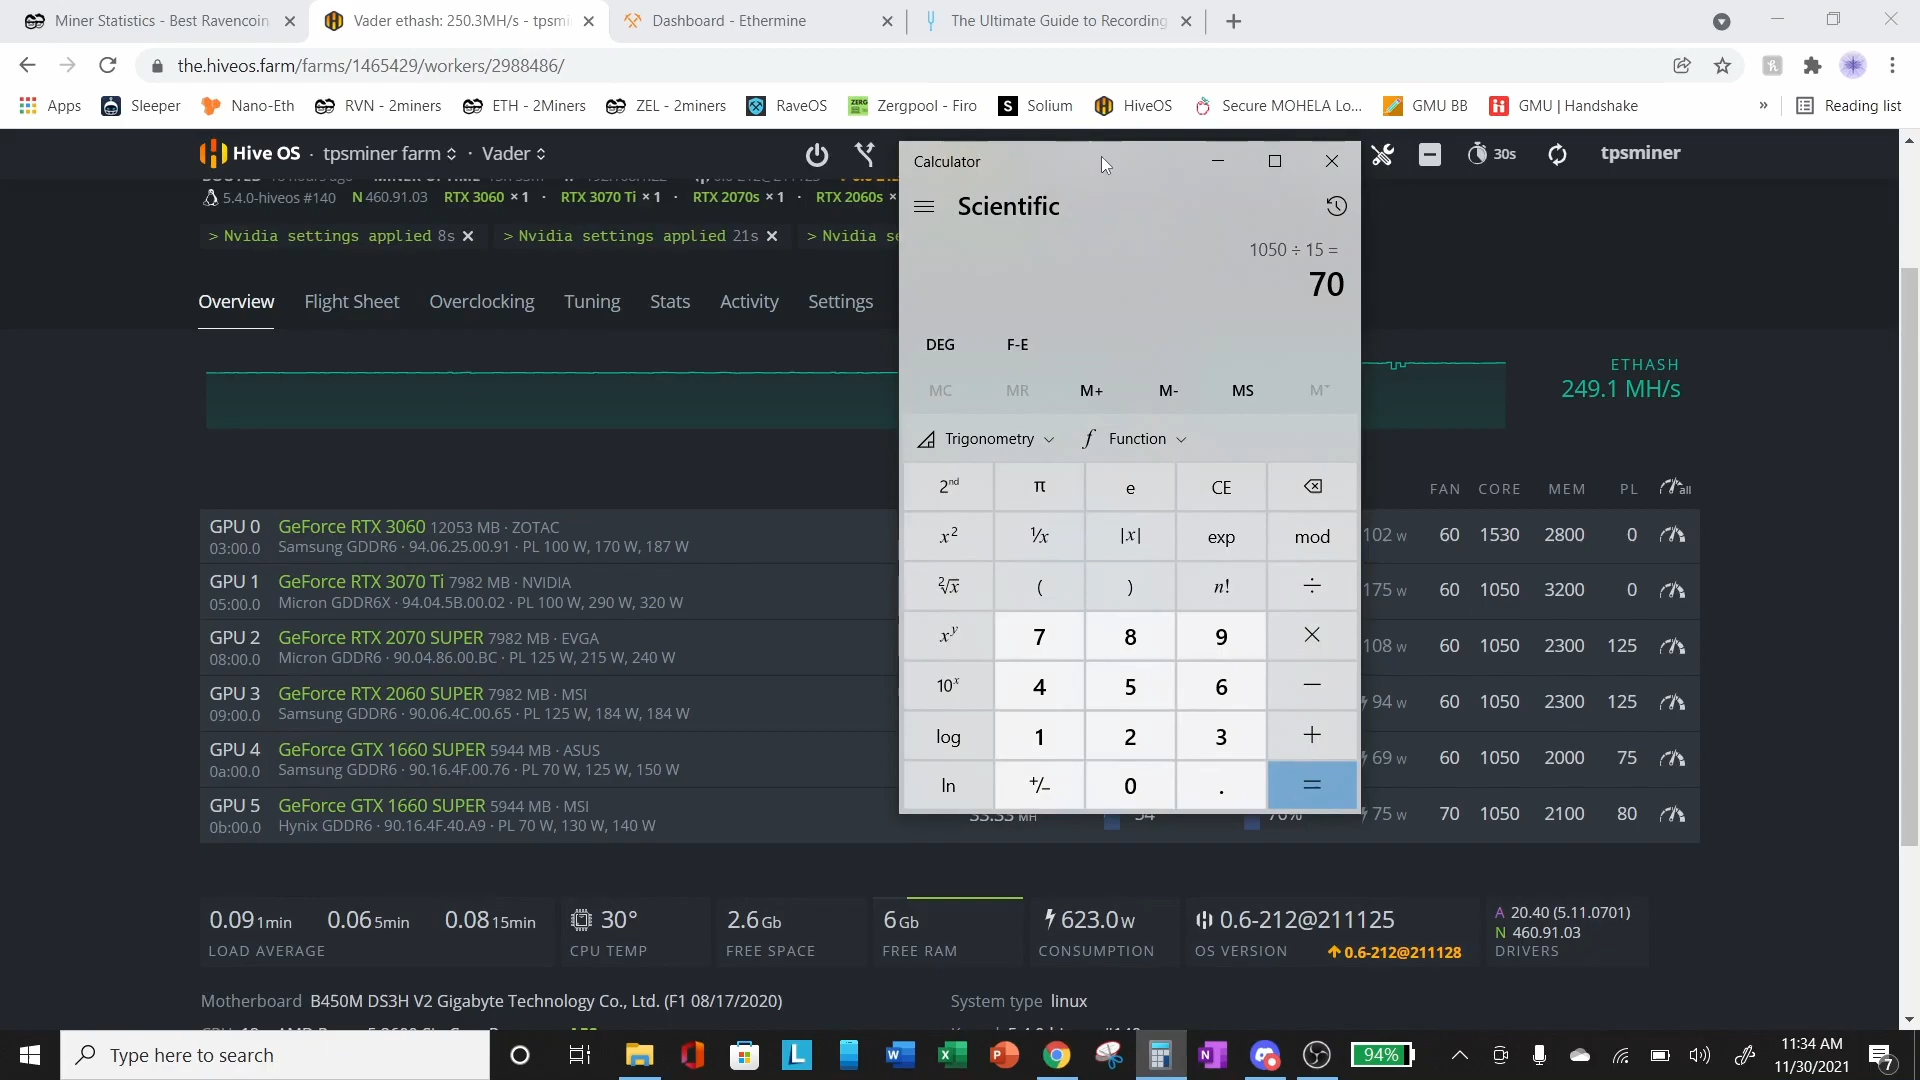 Miner Statistics - Best Ravencoin
Vader ethash: 250.3MH/s - tpsmi
Dashboard - Ethermine
The Ultimate Guide to Recording
the.hiveos.farm/farms/1465429/workers/2988486/
Apps Sleeper Nano-Eth RVN - 2miners ETH - 2Miners ZEL - 2miners RaveOS Zergpool - Firo Solium HiveOS Secure MOHELA Lo... GMU BB GMU | Handshake » Reading list
Hive OS · tpsminer farm · Vader 30s tpsminer
5.4.0-hiveos #140 N 460.91.03 RTX 3060 × 1 · RTX 3070 Ti × 1 · RTX 2070s × 1 · RTX 2060s ×
> Nvidia settings applied 8s > Nvidia settings applied 21s > Nvidia se
Overview Flight Sheet Overclocking Tuning Stats Activity Settings
Calculator
Scientific
1050 ÷ 15 =
70
DEG F-E
MC MR M+ M- MS M˅
Trigonometry f Function
2nd π e CE
x² ¹⁄x |x| exp mod
²√x ( ) n! ÷
xʸ 7 8 9 ×
10ˣ 4 5 6 −
log 1 2 3 +
ln +/− 0 . =
ETHASH
249.1 MH/s
FAN CORE MEM PL all
GPU 0 GeForce RTX 3060 12053 MB · ZOTAC
03:00.0 Samsung GDDR6 · 94.06.25.00.91 · PL 100 W, 170 W, 187 W
102 w 60 1530 2800 0
GPU 1 GeForce RTX 3070 Ti 7982 MB · NVIDIA
05:00.0 Micron GDDR6X · 94.04.5B.00.02 · PL 100 W, 290 W, 320 W
175 w 60 1050 3200 0
GPU 2 GeForce RTX 2070 SUPER 7982 MB · EVGA
08:00.0 Micron GDDR6 · 90.04.86.00.BC · PL 125 W, 215 W, 240 W
108 w 60 1050 2300 125
GPU 3 GeForce RTX 2060 SUPER 7982 MB · MSI
09:00.0 Samsung GDDR6 · 90.06.4C.00.65 · PL 125 W, 184 W, 184 W
94 w 60 1050 2300 125
GPU 4 GeForce GTX 1660 SUPER 5944 MB · ASUS
0a:00.0 Samsung GDDR6 · 90.16.4F.00.76 · PL 70 W, 125 W, 150 W
69 w 60 1050 2000 75
GPU 5 GeForce GTX 1660 SUPER 5944 MB · MSI
0b:00.0 Hynix GDDR6 · 90.16.4F.40.A9 · PL 70 W, 130 W, 140 W
33.33 MH 54 70% 75 w 70 1050 2100 80
0.09 1min 0.06 5min 0.08 15min
LOAD AVERAGE
30°
CPU TEMP
2.6 Gb
FREE SPACE
6 Gb
FREE RAM
623.0 w
CONSUMPTION
0.6-212@211125
OS VERSION 0.6-212@211128
A 20.40 (5.11.0701)
N 460.91.03
DRIVERS
Motherboard B450M DS3H V2 Gigabyte Technology Co., Ltd. (F1 08/17/2020)
System type linux
Type here to search
94%
11:34 AM
11/30/2021
7